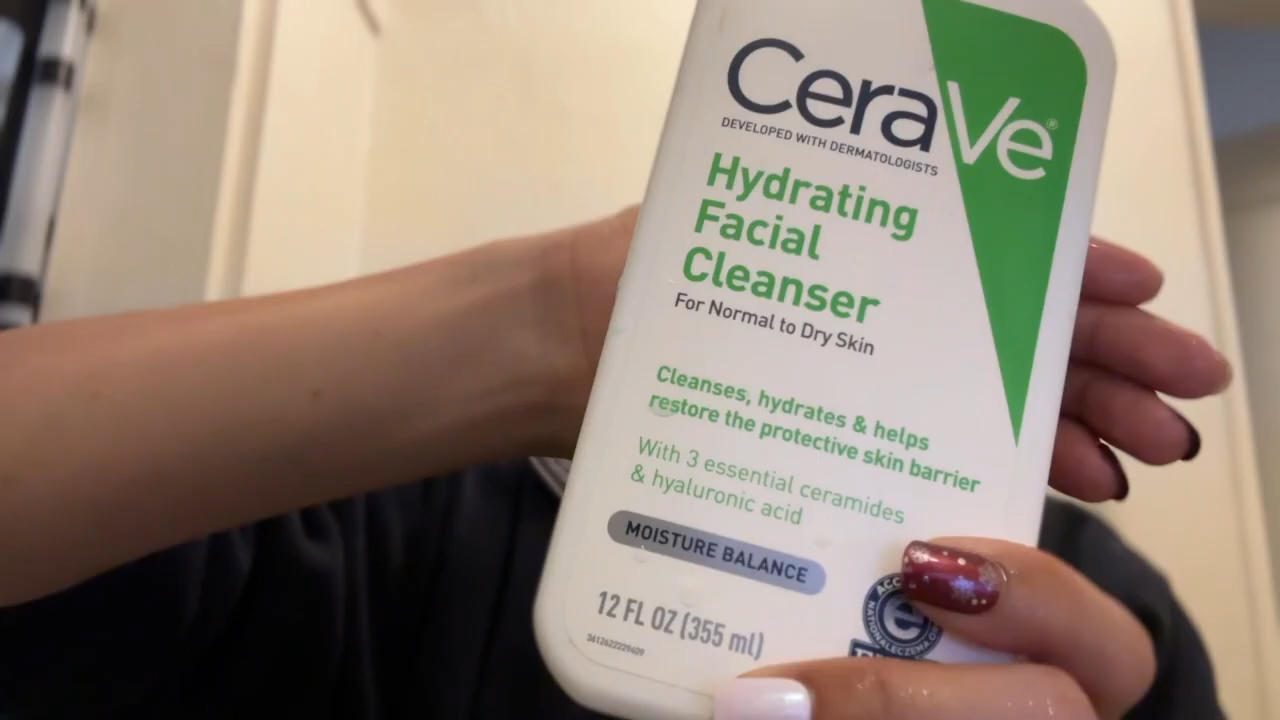 CeraVe®
DEVELOPED WITH DERMATOLOGISTS
Hydrating
Facial
Cleanser
For Normal to Dry Skin
Cleanses, hydrates & helps
restore the protective skin barrier
With 3 essential ceramides
& hyaluronic acid
MOISTURE BALANCE
12 FL OZ (355 ml)